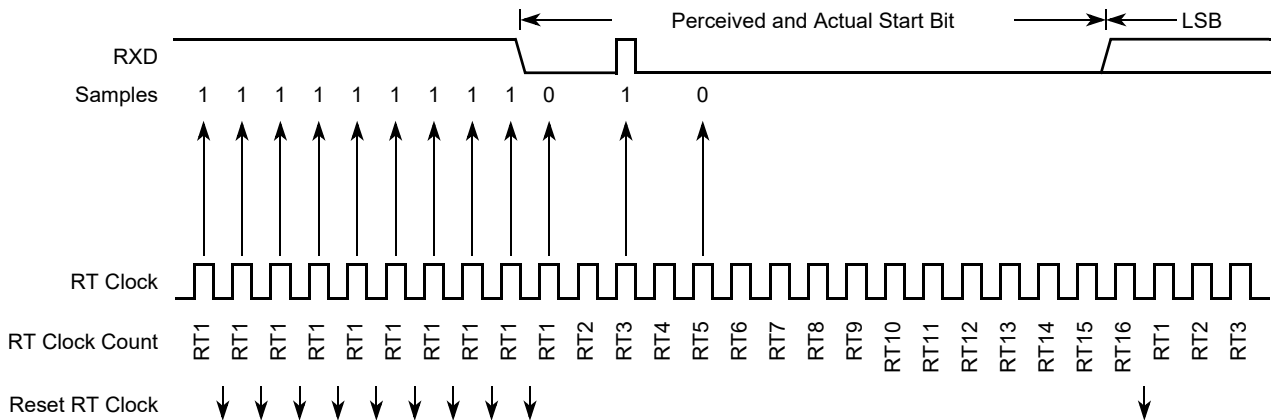 Perceived and Actual Start Bit LSB
RXD
Samples 1 1 1 1 1 1 1 1 1 0 1 0
RT Clock
RT Clock Count RT1 RT1 RT1 RT1 RT1 RT1 RT1 RT1 RT1 RT1 RT2 RT3 RT4 RT5 RT6 RT7 RT8 RT9 RT10 RT11 RT12 RT13 RT14 RT15 RT16 RT1 RT2 RT3
Reset RT Clock